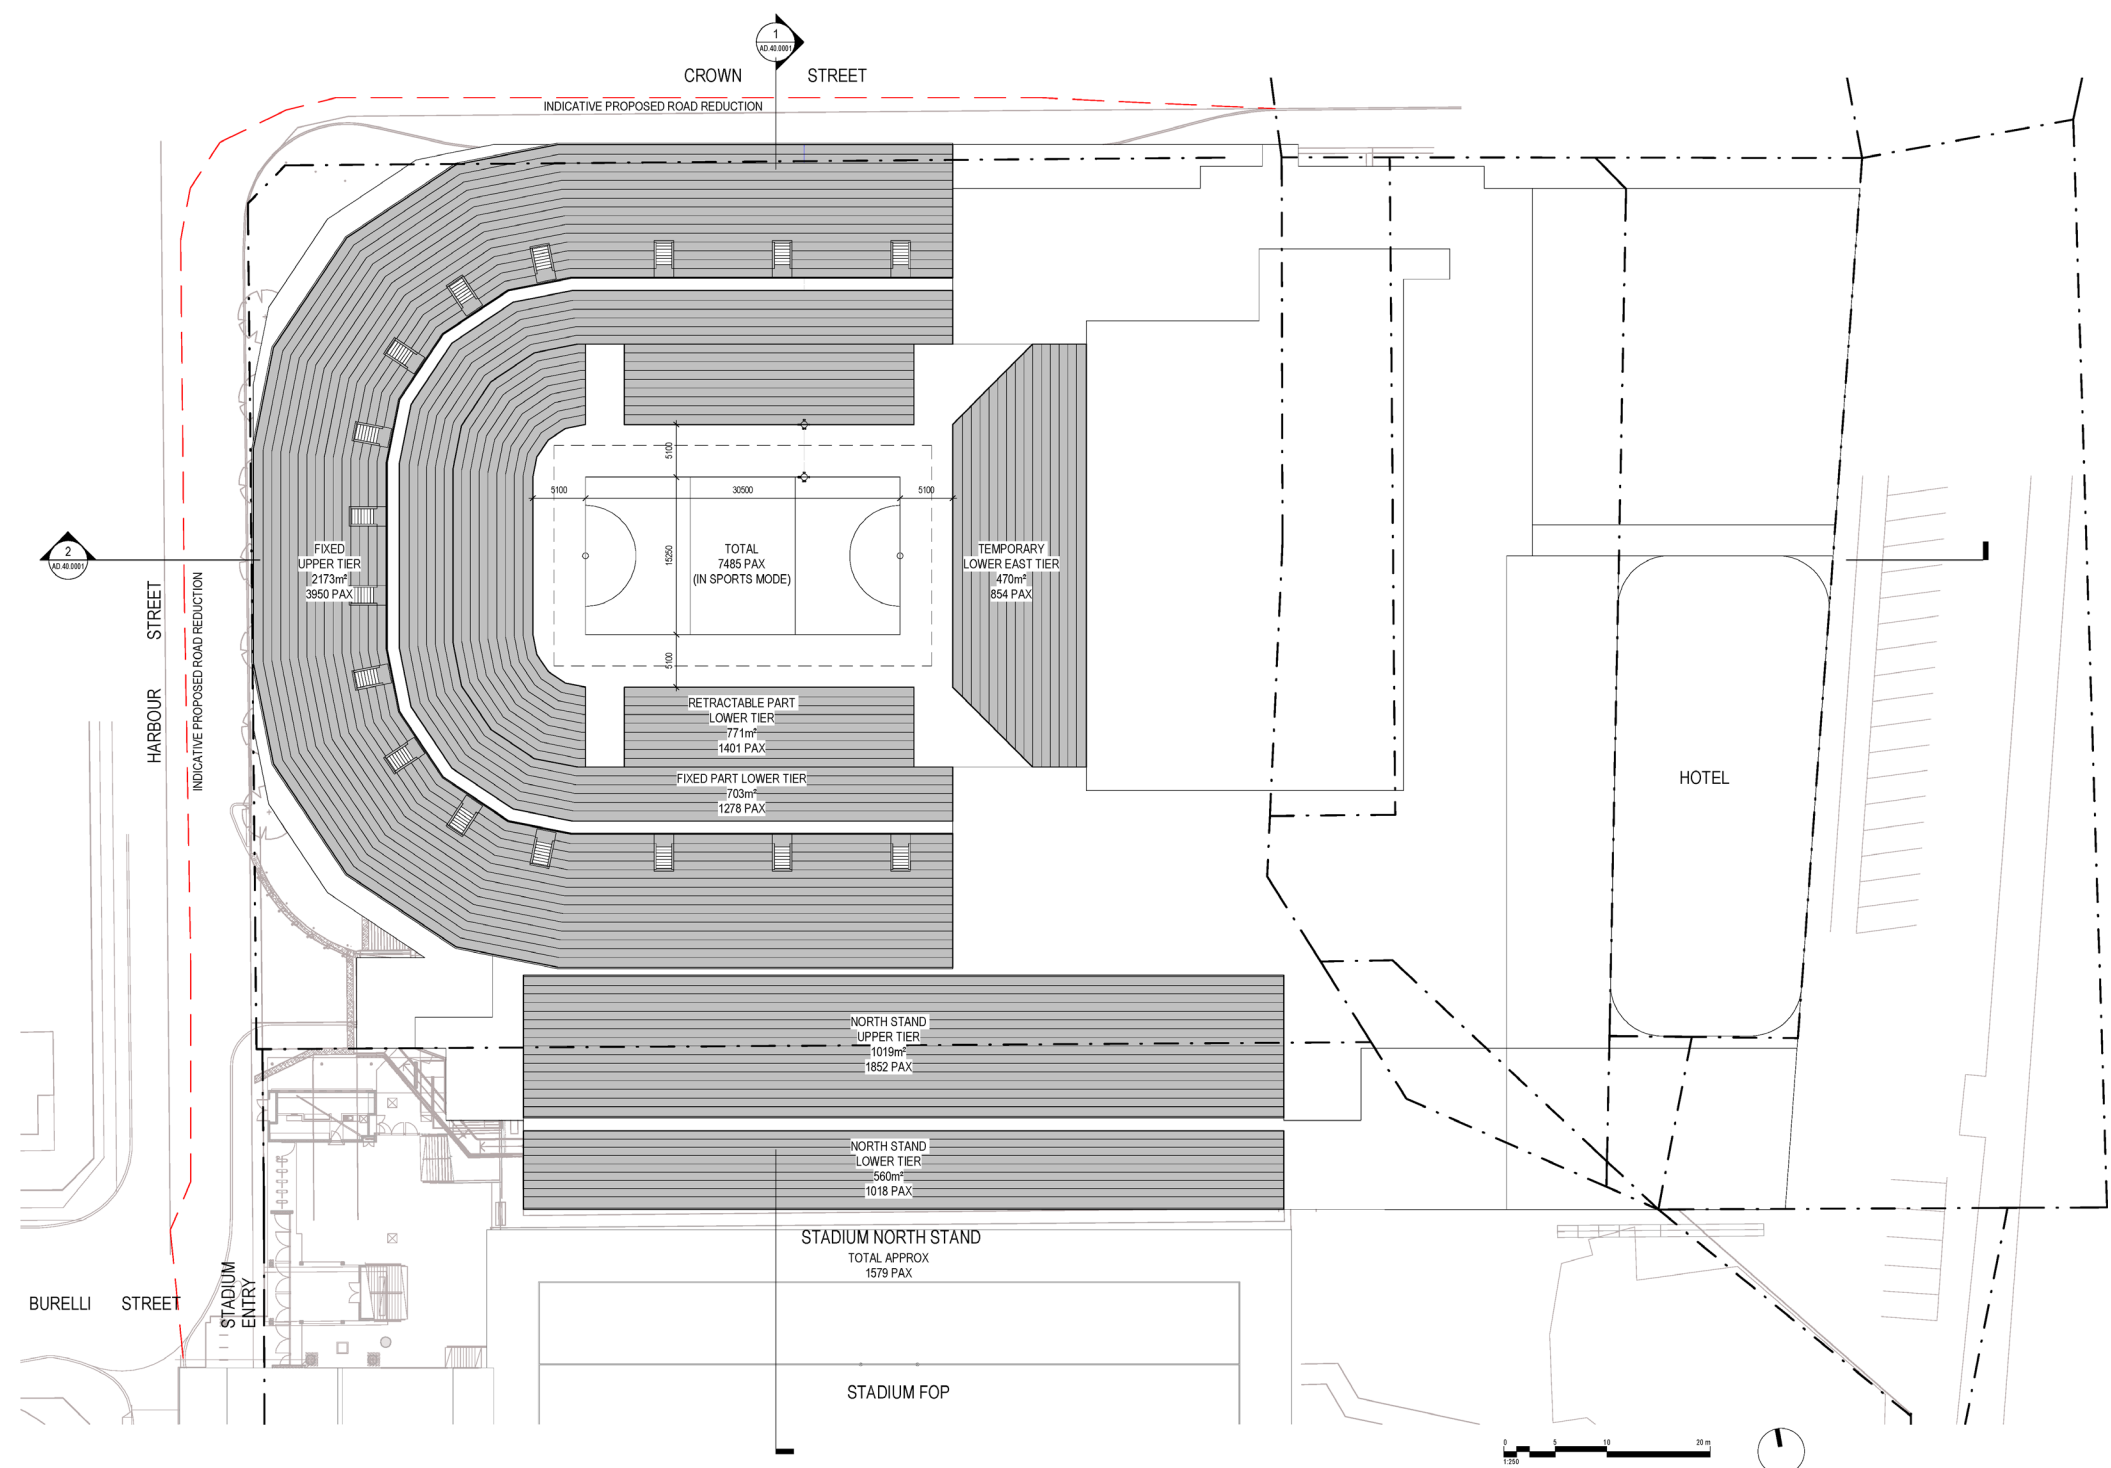 1
AD.40.0001
CROWN STREET
INDICATIVE PROPOSED ROAD REDUCTION
5100
5100
30500
5100
15250
5100
2
AD.40.0001
HARBOUR STREET
INDICATIVE PROPOSED ROAD REDUCTION
FIXED
UPPER TIER
2173m²
3950 PAX
TOTAL
7485 PAX
(IN SPORTS MODE)
TEMPORARY
LOWER EAST TIER
470m²
854 PAX
RETRACTABLE PART
LOWER TIER
771m²
1401 PAX
FIXED PART LOWER TIER
703m²
1278 PAX
HOTEL
NORTH STAND
UPPER TIER
1019m²
1852 PAX
NORTH STAND
LOWER TIER
560m²
1018 PAX
STADIUM NORTH STAND
TOTAL APPROX
1579 PAX
BURELLI STREET
STADIUM
ENTRY
STADIUM FOP
0 5 10 20 m
1:250